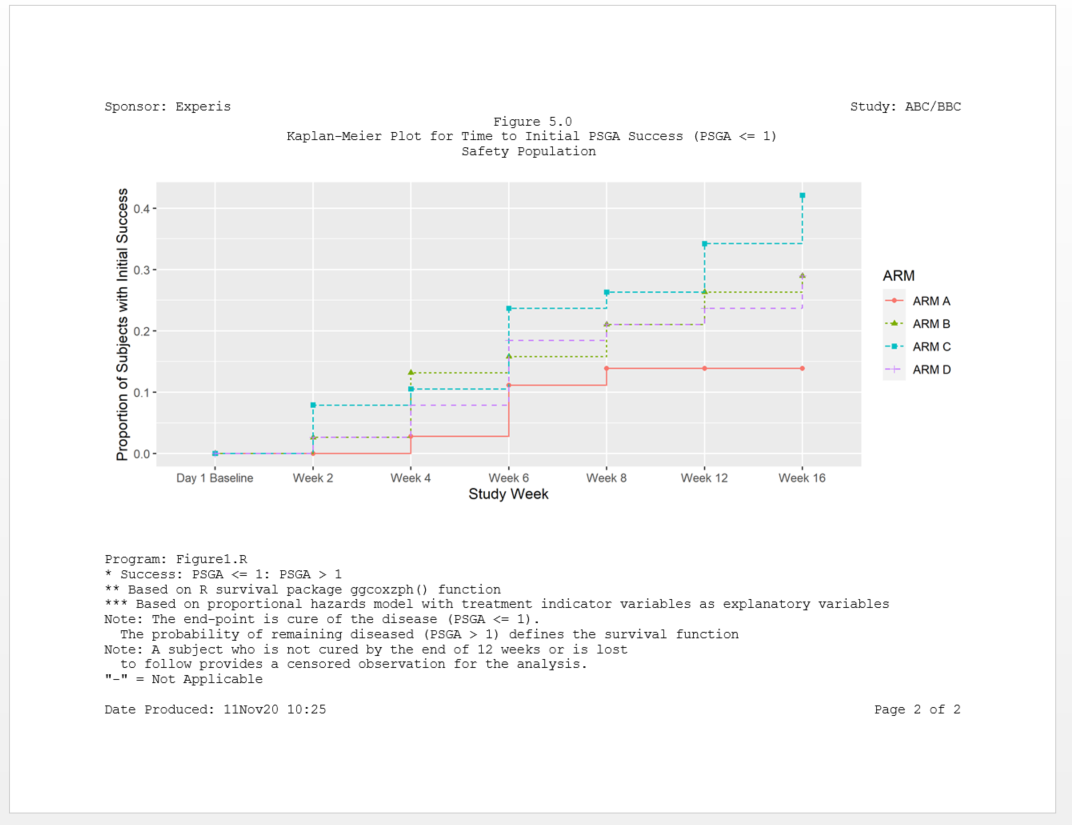 Sponsor: Experis Study: ABC/BBC
Figure 5.0
Kaplan-Meier Plot for Time to Initial PSGA Success (PSGA <= 1)
Safety Population
Proportion of Subjects with Initial Success
0.4
0.3
0.2
0.1
0.0
Day 1 Baseline Week 2 Week 4 Week 6 Week 8 Week 12 Week 16
Study Week
ARM
ARM A
ARM B
ARM C
ARM D
Program: Figure1.R
* Success: PSGA <= 1: PSGA > 1
** Based on R survival package ggcoxzph() function
*** Based on proportional hazards model with treatment indicator variables as explanatory variables
Note: The end-point is cure of the disease (PSGA <= 1).
The probability of remaining diseased (PSGA > 1) defines the survival function
Note: A subject who is not cured by the end of 12 weeks or is lost
to follow provides a censored observation for the analysis.
"-" = Not Applicable
Date Produced: 11Nov20 10:25 Page 2 of 2